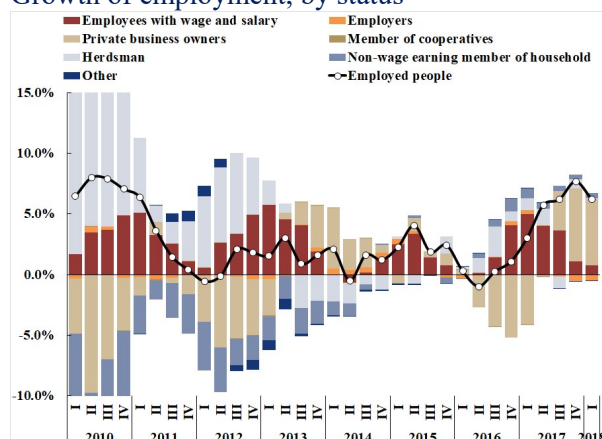 Growth of employment, by status
Employees with wage and salary
Employers
Private business owners
Member of cooperatives
Herdsman
Non-wage earning member of household
Other
Employed people
15.0%
10.0%
5.0%
0.0%
-5.0%
-10.0%
I II III IV I II III IV I II III IV I II III IV I II III IV I II III IV I II III IV I II III IV I
2010 2011 2012 2013 2014 2015 2016 2017 2018